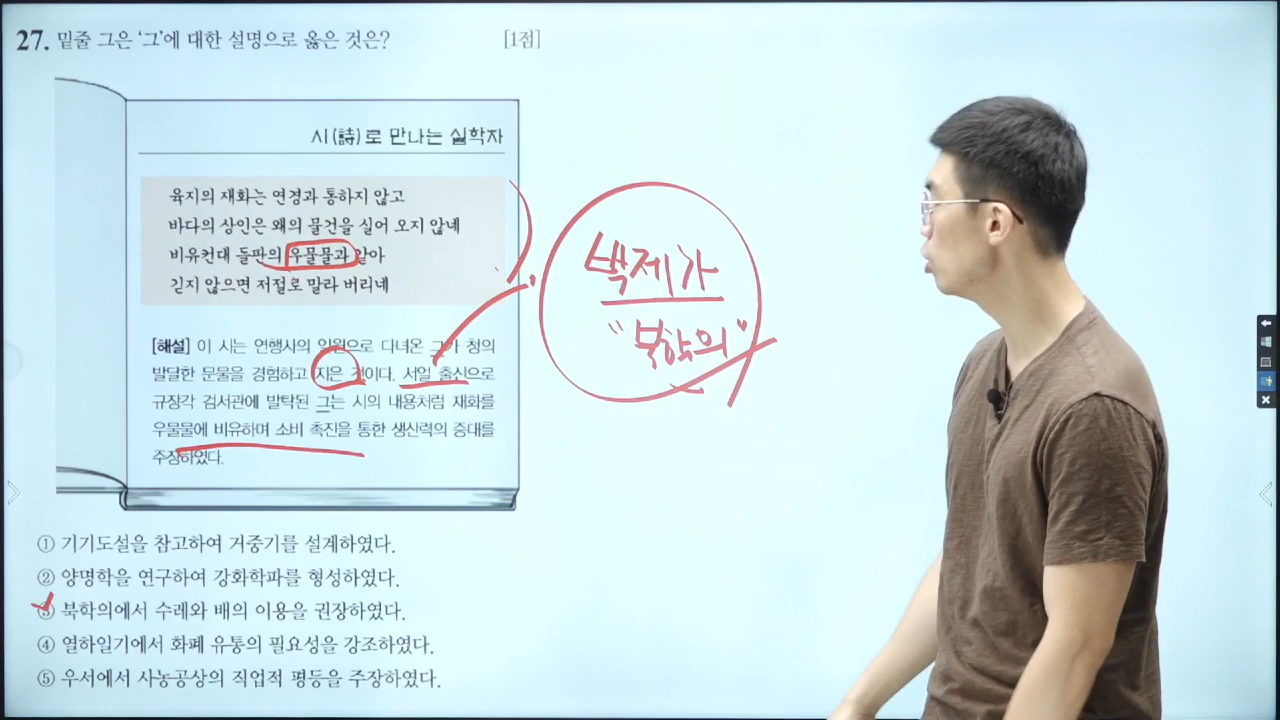 27. 밑줄 그은 '그'에 대한 설명으로 옳은 것은? [1점]
시(詩)로 만나는 실학자
육지의 재화는 연경과 통하지 않고
바다의 상인은 왜의 물건을 실어 오지 않네
비유컨대 들판의 우물물과 같아
긷지 않으면 저절로 말라 버리네
[해설] 이 시는 연행사의 일원으로 다녀온 그가 청의
발달한 문물을 경험하고 지은 것이다. 서얼 출신으로
규장각 검서관에 발탁된 그는 시의 내용처럼 재화를
우물물에 비유하며 소비 촉진을 통한 생산력의 증대를
주장하였다.
박제가
"북학의"
① 기기도설을 참고하여 거중기를 설계하였다.
② 양명학을 연구하여 강화학파를 형성하였다.
③ 북학의에서 수레와 배의 이용을 권장하였다.
④ 열하일기에서 화폐 유통의 필요성을 강조하였다.
⑤ 우서에서 사농공상의 직업적 평등을 주장하였다.